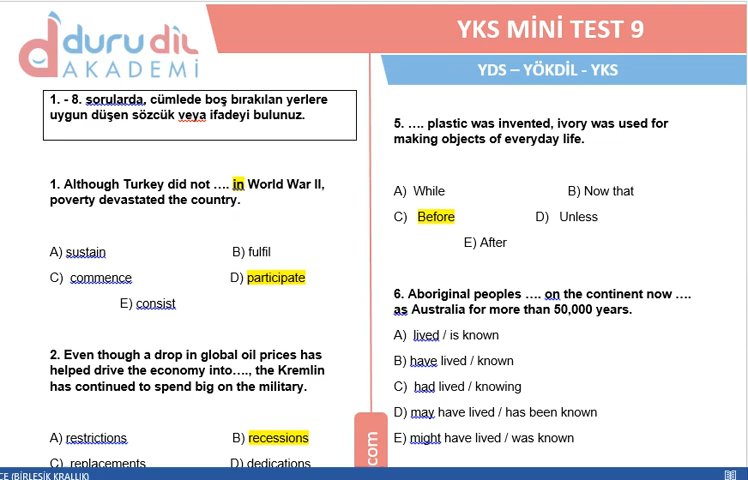 durudil
AKADEMİ
YKS MİNİ TEST 9
YDS – YÖKDİL - YKS
1. - 8. sorularda, cümlede boş bırakılan yerlere
uygun düşen sözcük veya ifadeyi bulunuz.
1. Although Turkey did not .... in World War II,
poverty devastated the country.
A) sustain
B) fulfil
C) commence
D) participate
E) consist
2. Even though a drop in global oil prices has
helped drive the economy into...., the Kremlin
has continued to spend big on the military.
A) restrictions
B) recessions
C) replacements
D) dedications
5. .... plastic was invented, ivory was used for
making objects of everyday life.
A) While
B) Now that
C) Before
D) Unless
E) After
6. Aboriginal peoples .... on the continent now ....
as Australia for more than 50,000 years.
A) lived / is known
B) have lived / known
C) had lived / knowing
D) may have lived / has been known
E) might have lived / was known
com
CE (BİRLEŞİK KRALLIK)